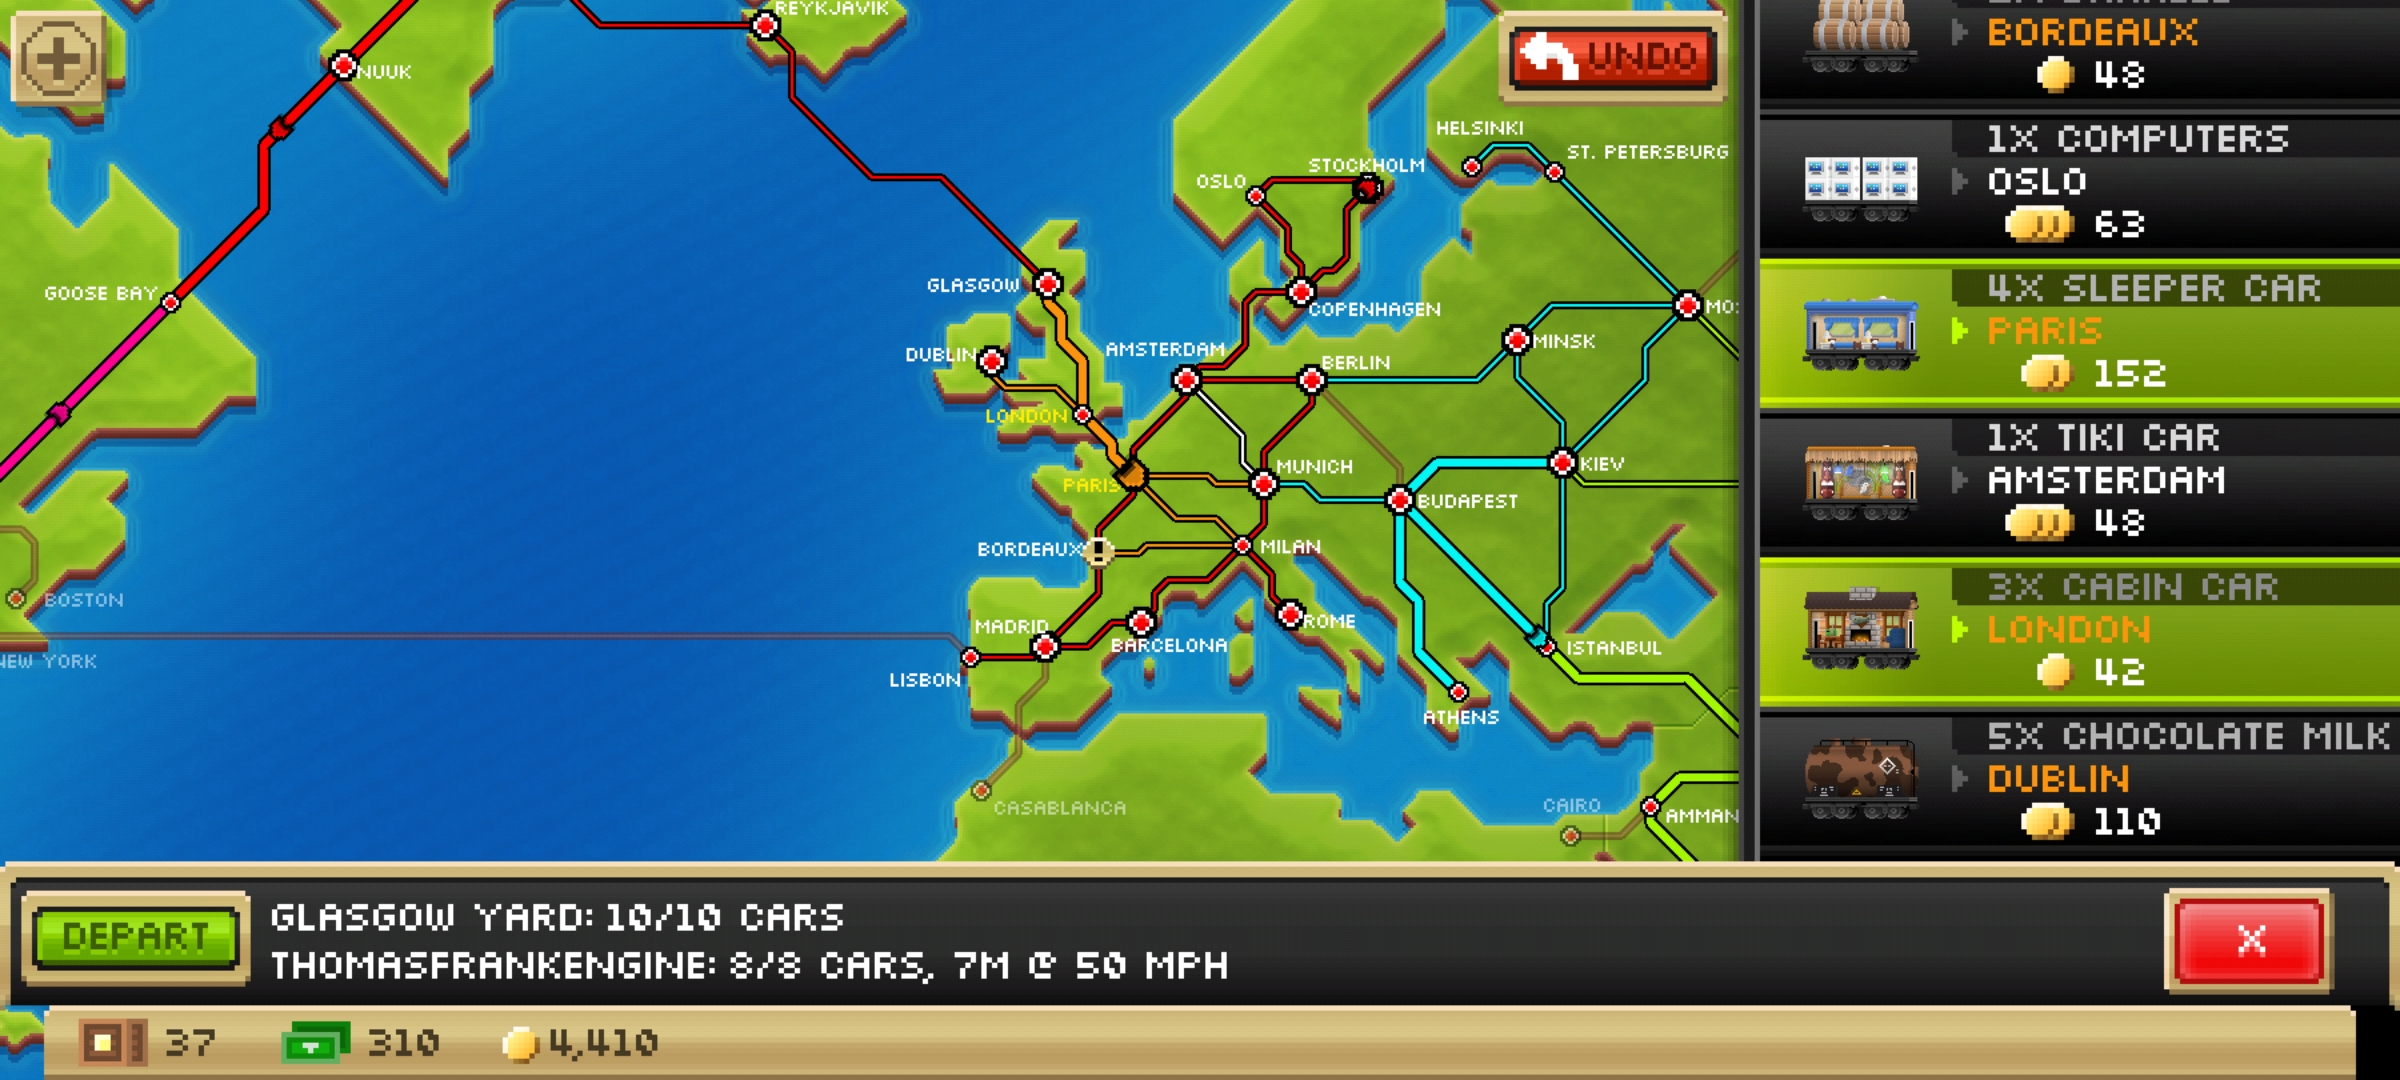 REYKJAVIK
NUUK
UNDO
HELSINKI
ST. PETERSBURG
STOCKHOLM
OSLO
GOOSE BAY
GLASGOW
COPENHAGEN
MINSK
DUBLIN
AMSTERDAM
BERLIN
LONDON
MUNICH
KIEV
PARIS
BUDAPEST
BORDEAUX
MILAN
BOSTON
MADRID
ROME
BARCELONA
ISTANBUL
NEW YORK
LISBON
ATHENS
CASABLANCA
CAIRO
AMMAN
BORDEAUX
48
1X COMPUTERS
OSLO
63
4X SLEEPER CAR
PARIS
152
1X TIKI CAR
AMSTERDAM
48
3X CABIN CAR
LONDON
42
5X CHOCOLATE MILK
DUBLIN
110
DEPART
GLASGOW YARD: 10/10 CARS
THOMASFRANKENGINE: 8/8 CARS, 7M @ 50 MPH
X
37
310
4,410